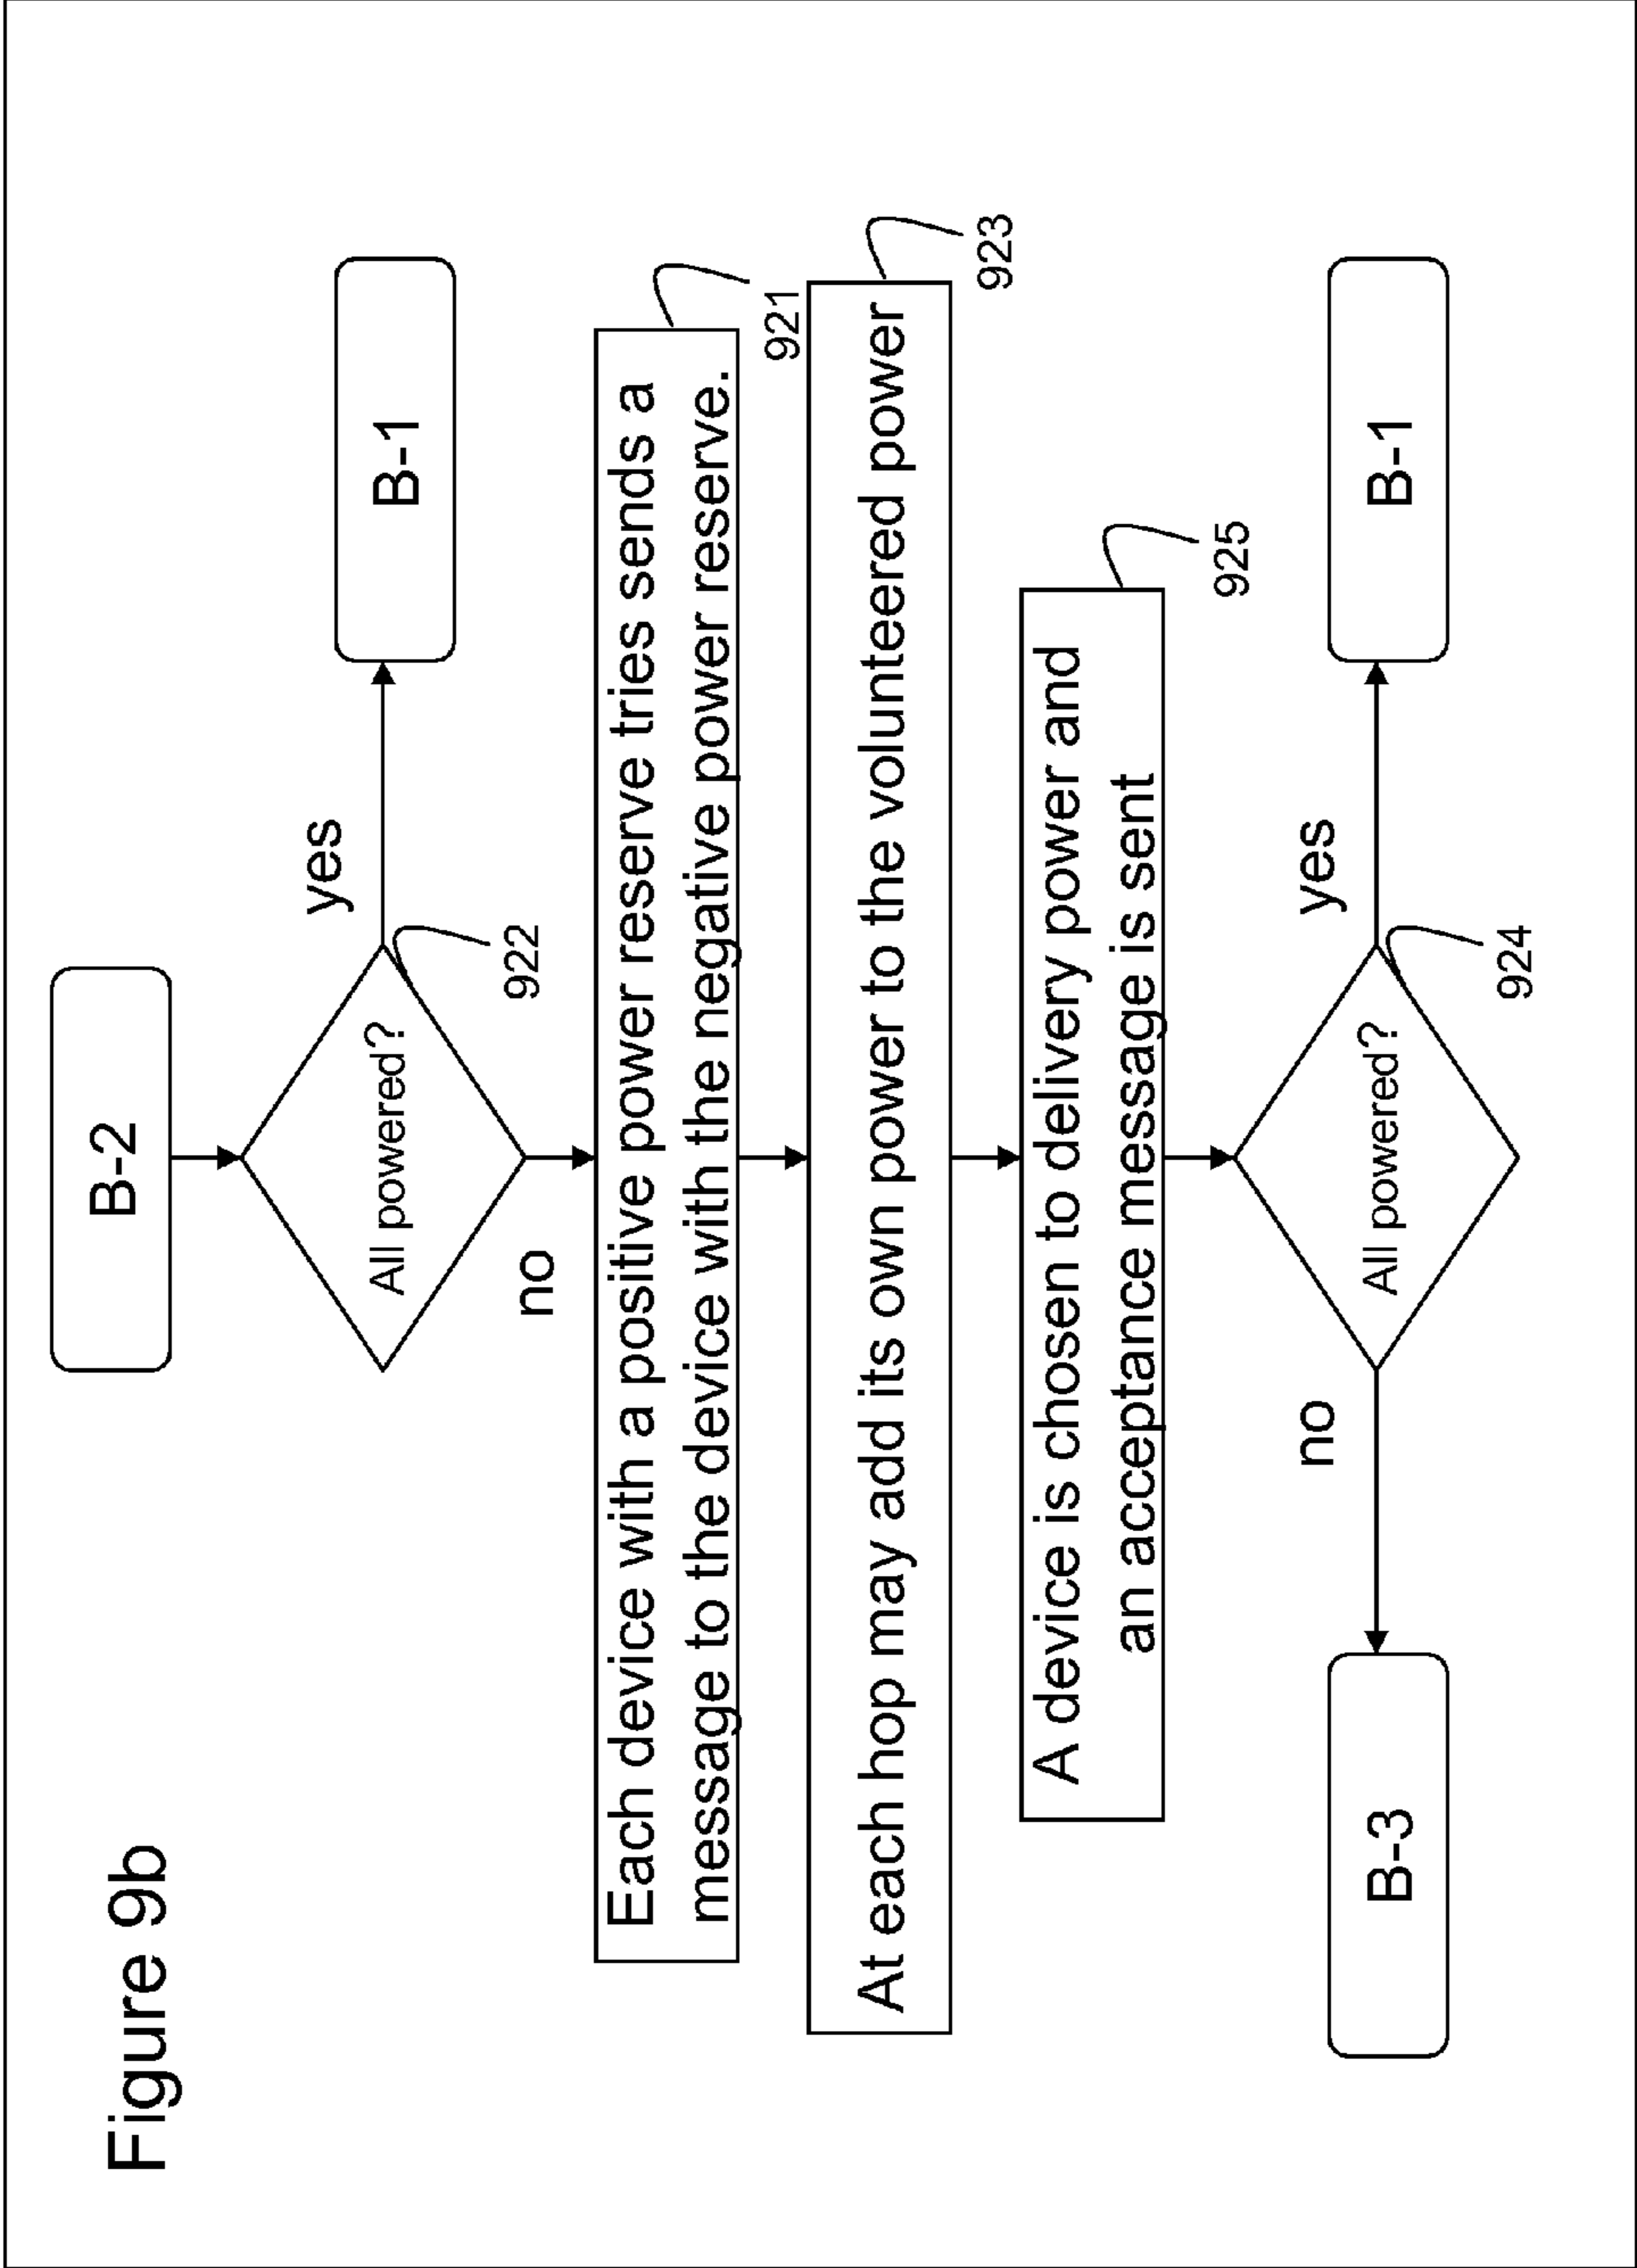 Figure 9b
B-2
All powered?
922
yes
B-1
no
Each device with a positive power reserve tries sends a
message to the device with the negative power reserve.
921
At each hop may add its own power to the volunteered power
923
A device is chosen to delivery power and
an acceptance message is sent
925
All powered?
924
no
yes
B-3
B-1